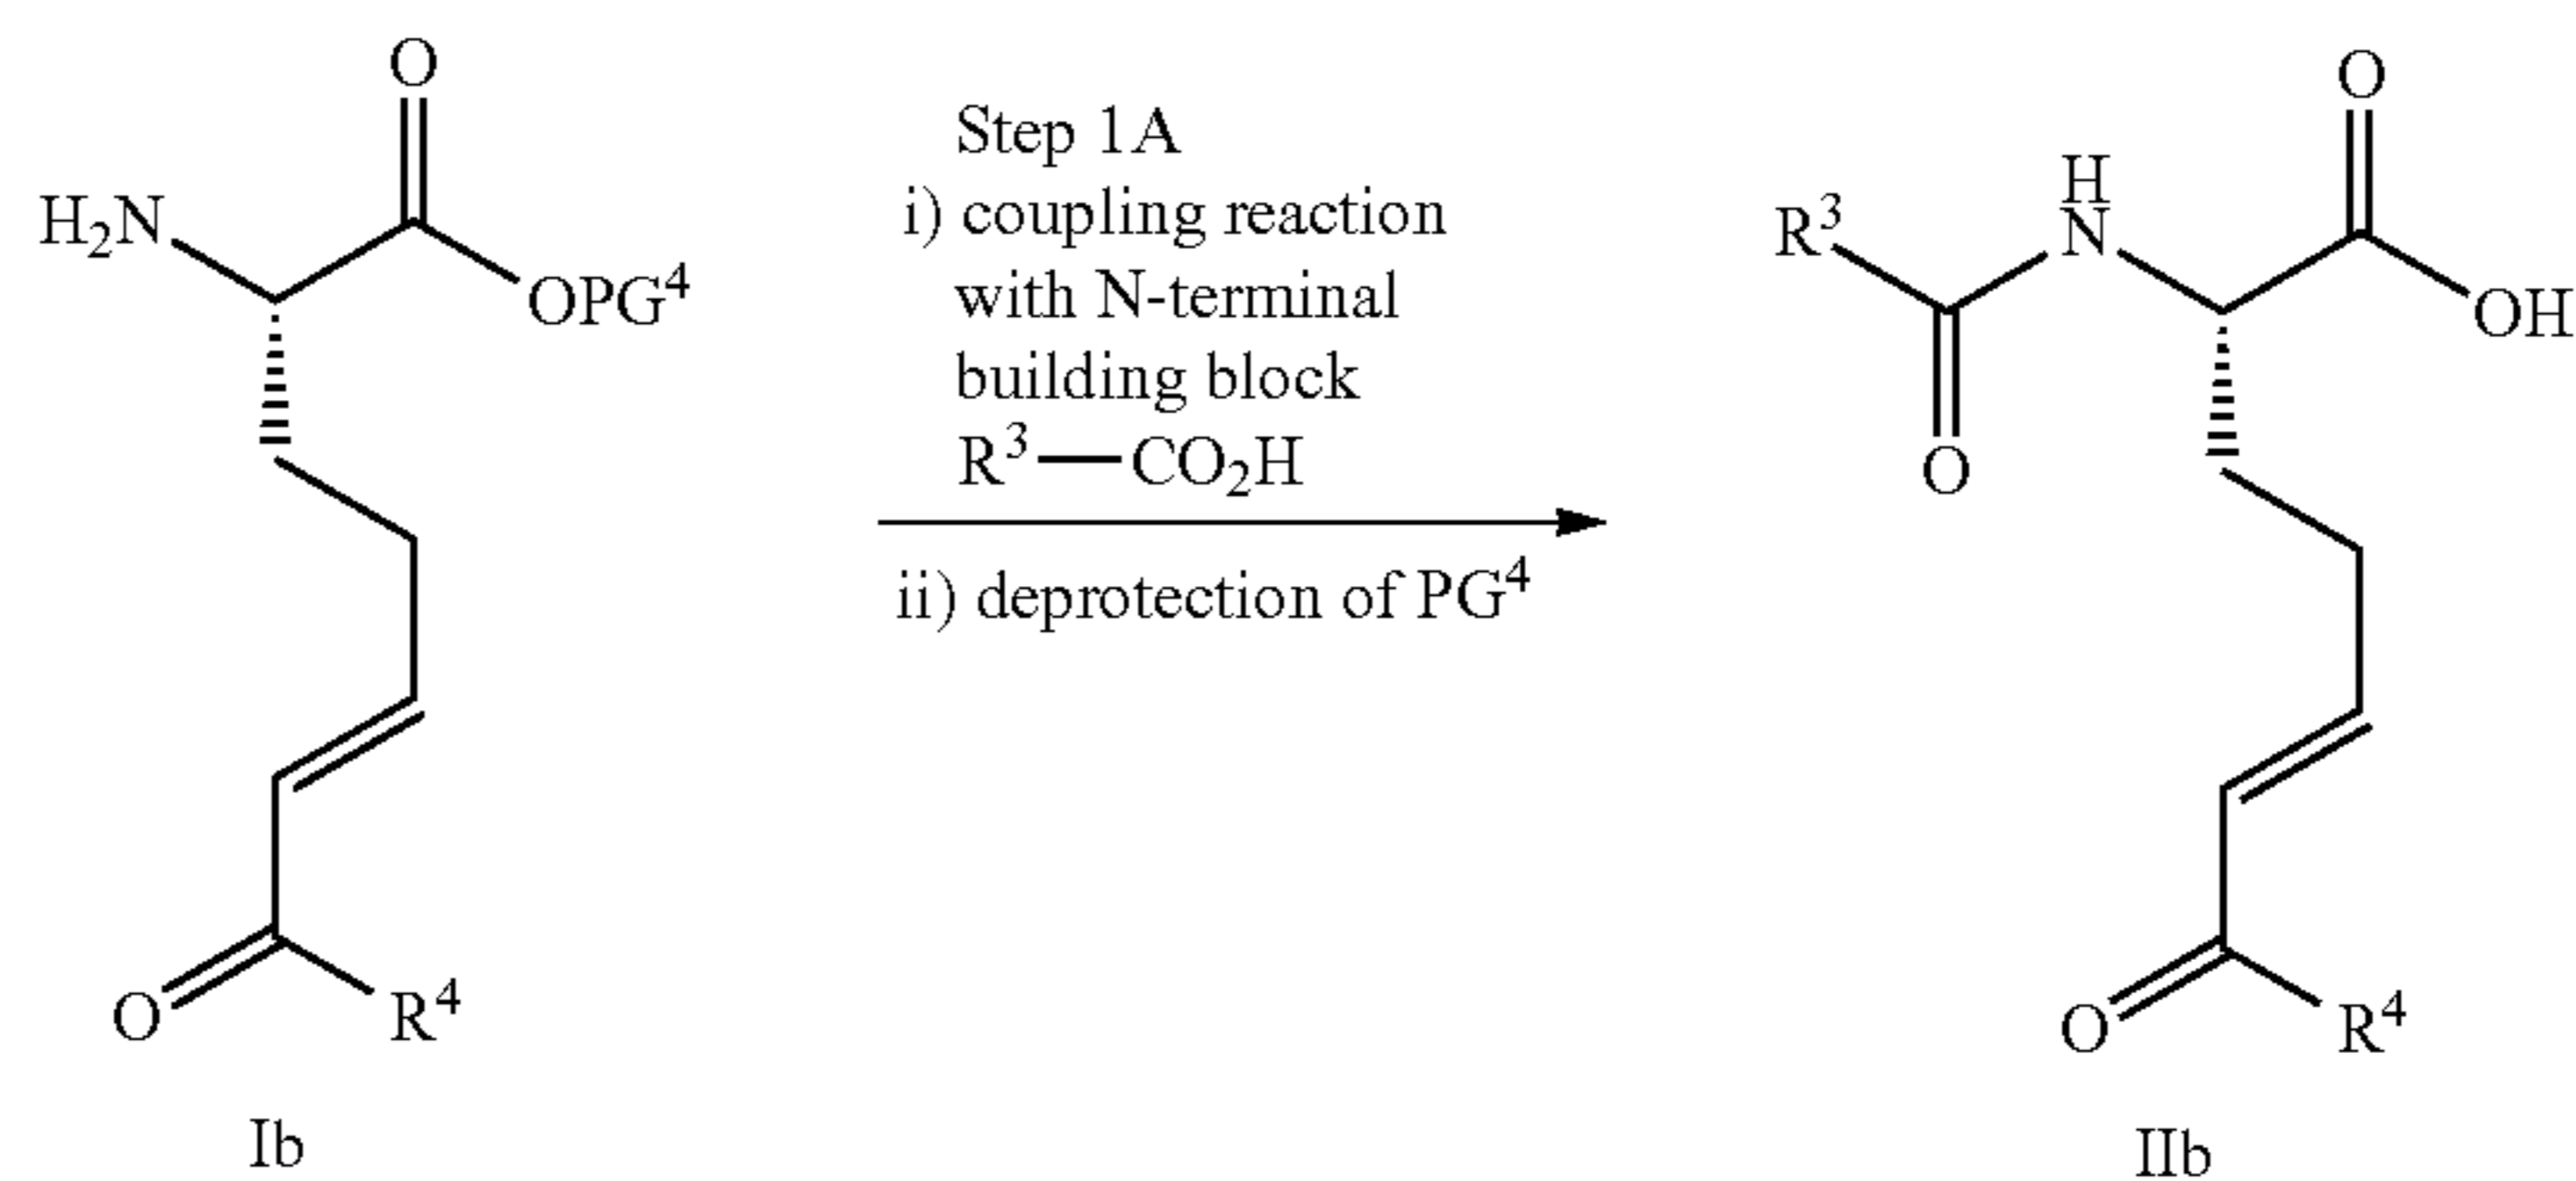 O
H₂N
OPG⁴
O
R⁴
Ib
Step 1A
i) coupling reaction
with N-terminal
building block
R³—CO₂H
ii) deprotection of PG⁴
O
H
N
R³
OH
O
O
R⁴
IIb